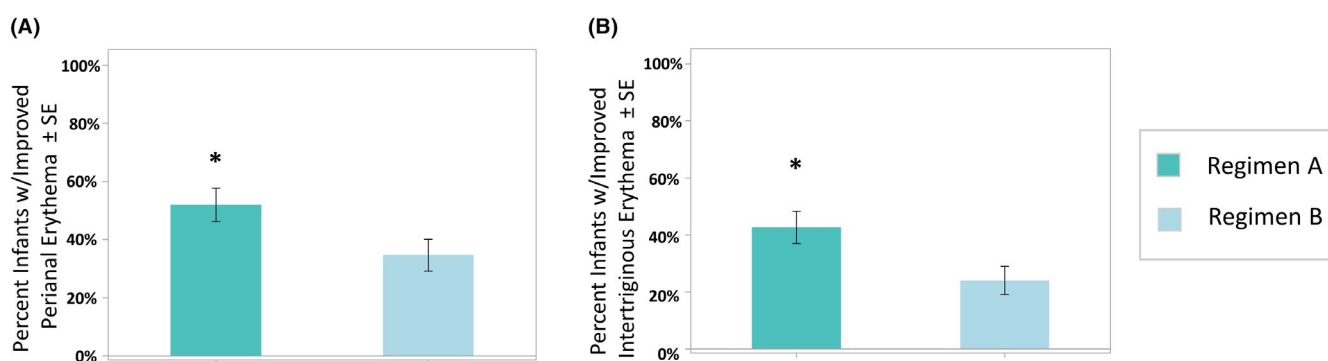 (A)
Percent Infants w/Improved
Perianal Erythema ± SE
100%
80%
60%
40%
20%
0%
*
(B)
Percent Infants w/Improved
Intertriginous Erythema ± SE
100%
80%
60%
40%
20%
0%
*
Regimen A
Regimen B